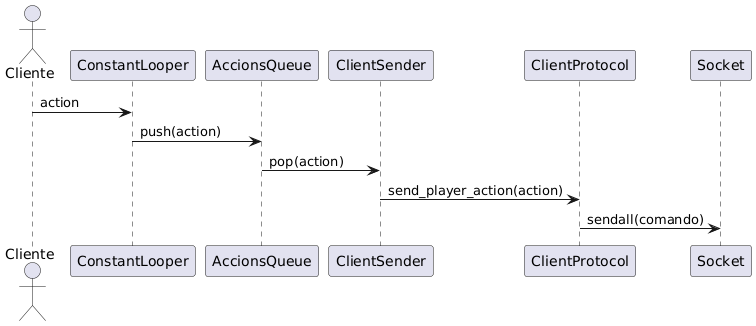 Cliente
ConstantLooper
AccionsQueue
ClientSender
ClientProtocol
Socket
action
push(action)
pop(action)
send_player_action(action)
sendall(comando)
Cliente
ConstantLooper
AccionsQueue
ClientSender
ClientProtocol
Socket